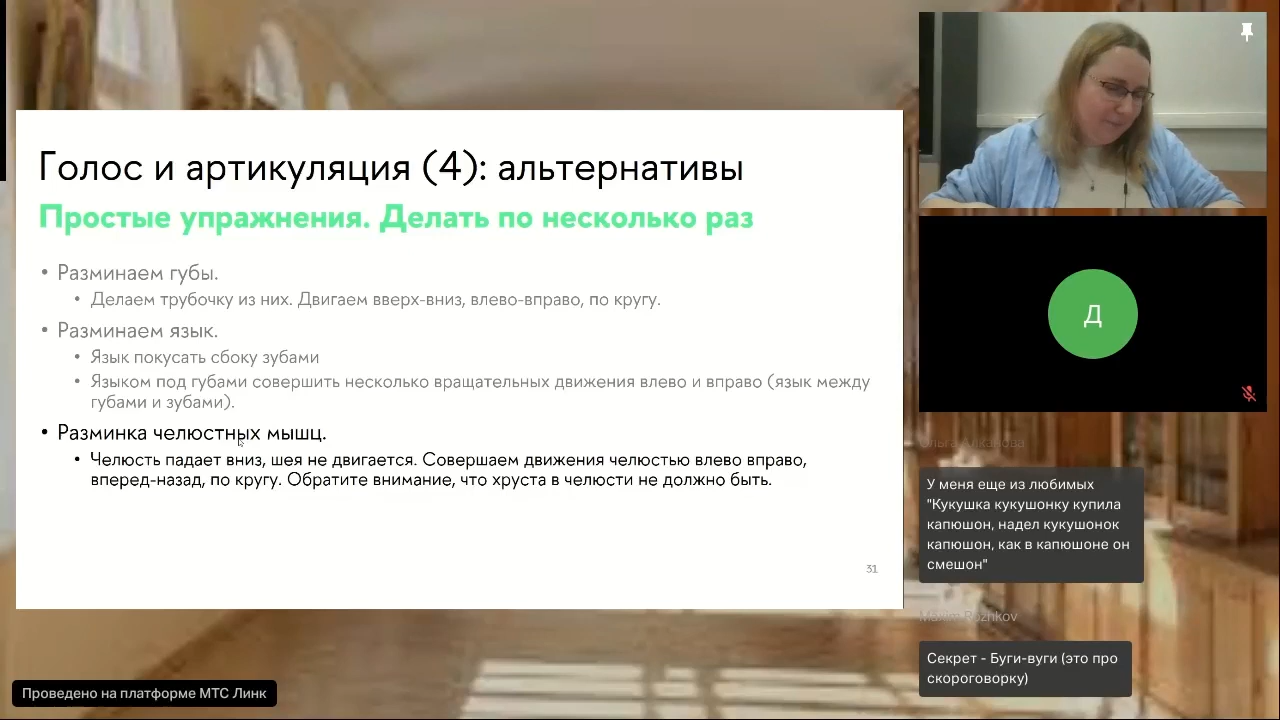 Голос и артикуляция (4): альтернативы
Простые упражнения. Делать по несколько раз
• Разминаем губы.
• Делаем трубочку из них. Двигаем вверх-вниз, влево-вправо, по кругу.
• Разминаем язык.
• Язык покусать сбоку зубами
• Языком под губами совершить несколько вращательных движения влево и вправо (язык между
губами и зубами).
• Разминка челюстных мышц.
• Челюсть падает вниз, шея не двигается. Совершаем движения челюстью влево вправо,
вперед-назад, по кругу. Обратите внимание, что хруста в челюсти не должно быть.
31
Д
Ольга Алканова
У меня еще из любимых
"Кукушка кукушонку купила
капюшон, надел кукушонок
капюшон, как в капюшоне он
смешон"
Maxim Rozhkov
Секрет - Буги-вуги (это про
скороговорку)
Проведено на платформе МТС Линк